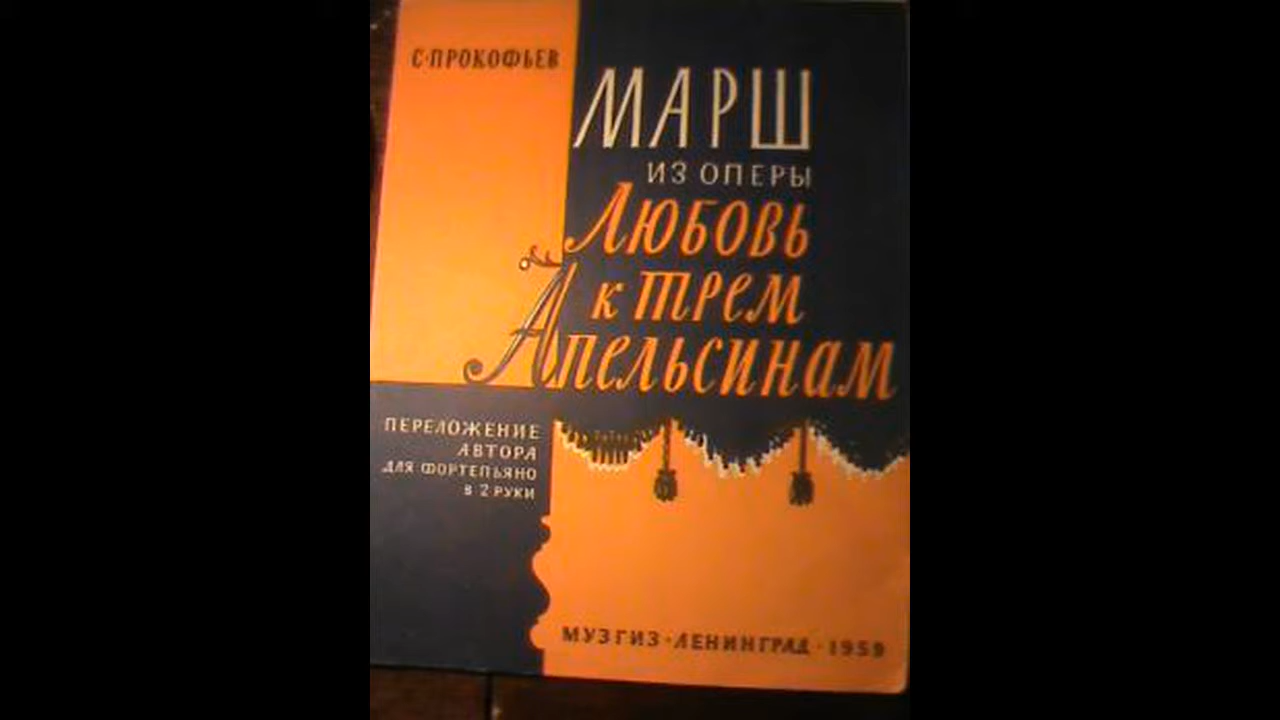 С·ПРОКОФЬЕВ
МАРШ
ИЗ ОПЕРЫ
ЛЮБОВЬ
К ТРЕМ
АПЕЛЬСИНАМ
ПЕРЕЛОЖЕНИЕ
АВТОРА
ДЛЯ ФОРТЕПЬЯНО
В 2 РУКИ
МУЗГИЗ·ЛЕНИНГРАД·1959